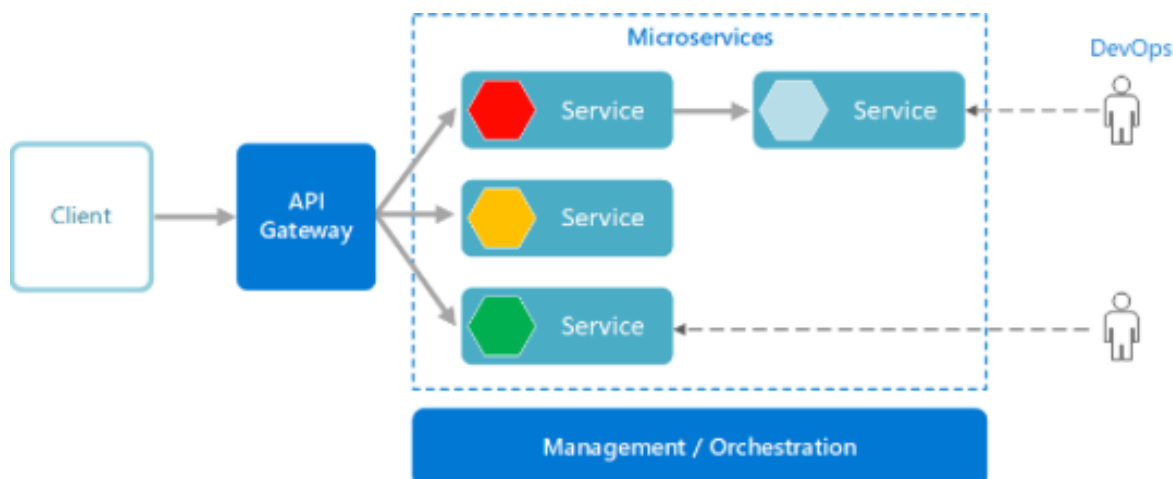 Microservices
DevOps
Service
Service
Client
API
Gateway
Service
Service
Management / Orchestration